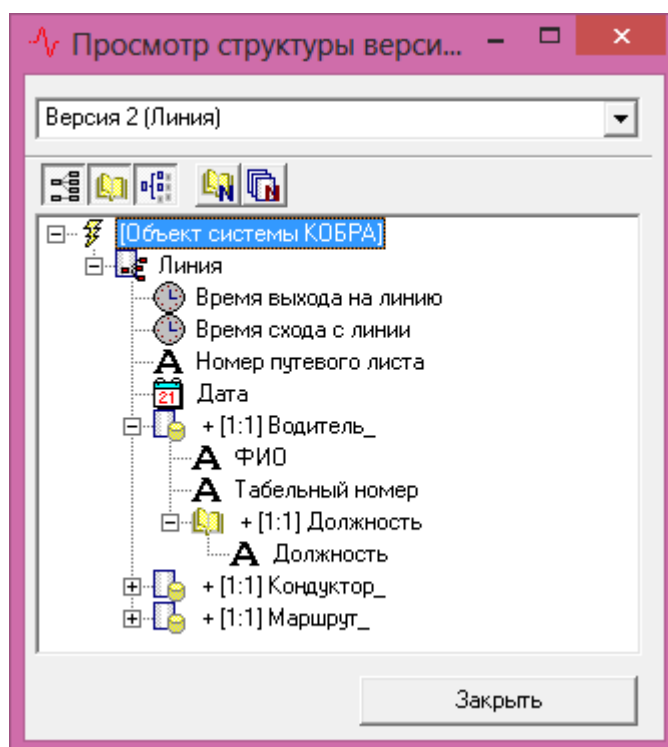 Просмотр структуры верси...
Версия 2 (Линия)
[Объект системы КОБРА]
Линия
Время выхода на линию
Время схода с линии
А Номер путевого листа
21 Дата
+ [1:1] Водитель_
А ФИО
А Табельный номер
+ [1:1] Должность
А Должность
+ [1:1] Кондуктор_
+ [1:1] Маршрут_
Закрыть